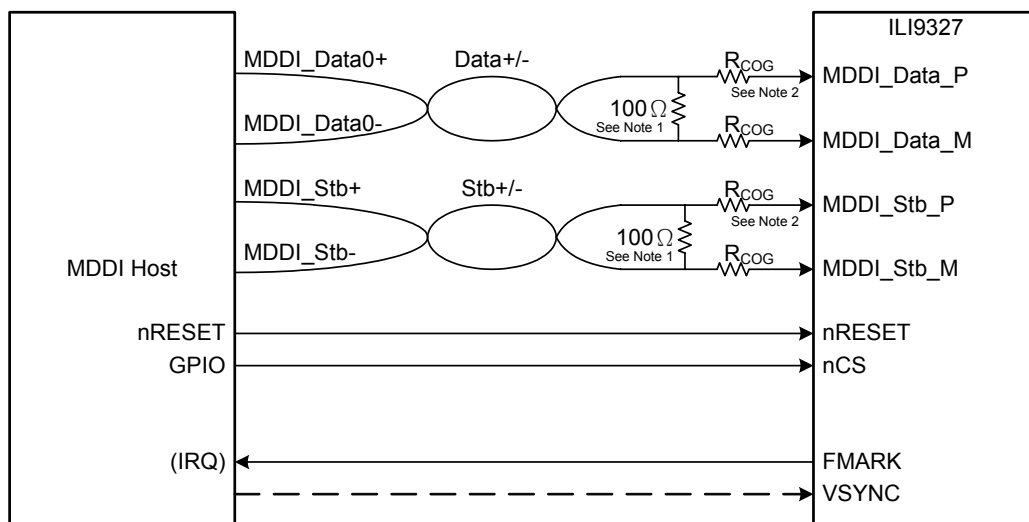 ILI9327
MDDI_Data0+
Data+/-
RCOG
MDDI_Data_P
See Note 2
100Ω
See Note 1
MDDI_Data0-
RCOG
MDDI_Data_M
MDDI_Stb+
Stb+/-
RCOG
MDDI_Stb_P
See Note 2
100Ω
See Note 1
MDDI_Stb-
RCOG
MDDI_Stb_M
MDDI Host
nRESET
nRESET
GPIO
nCS
(IRQ)
FMARK
VSYNC